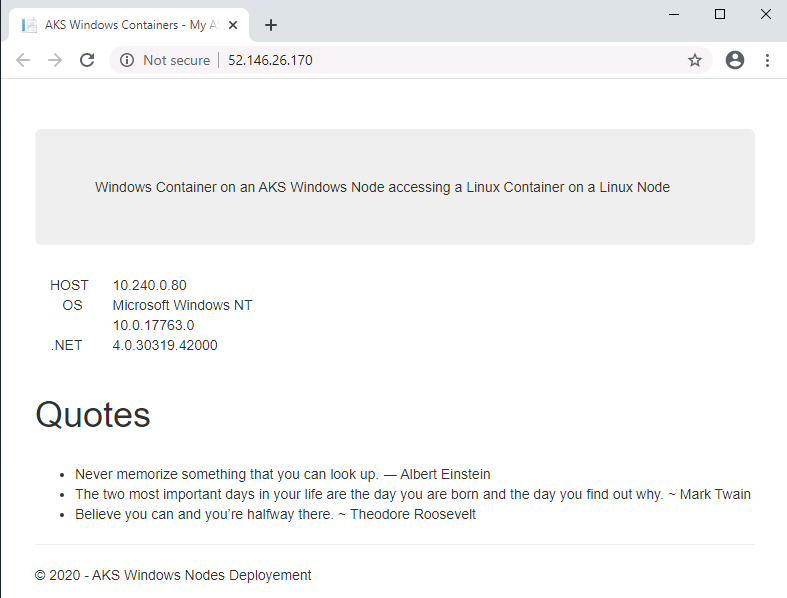 AKS Windows Containers - My A
Not secure | 52.146.26.170
Windows Container on an AKS Windows Node accessing a Linux Container on a Linux Node
HOST 10.240.0.80
OS Microsoft Windows NT
10.0.17763.0
.NET 4.0.30319.42000
Quotes
• Never memorize something that you can look up. — Albert Einstein
• The two most important days in your life are the day you are born and the day you find out why. ~ Mark Twain
• Believe you can and you’re halfway there. ~ Theodore Roosevelt
© 2020 - AKS Windows Nodes Deployement